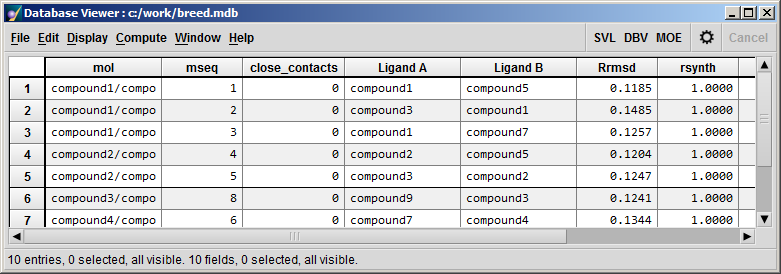 Database Viewer : c:/work/breed.mdb
File Edit Display Compute Window Help SVL DBV MOE Cancel
mol mseq close_contacts Ligand A Ligand B Rrmsd rsynth
1 compound1/compo 1 0 compound1 compound5 0.1185 1.0000
2 compound1/compo 2 0 compound3 compound1 0.1485 1.0000
3 compound1/compo 3 0 compound1 compound7 0.1257 1.0000
4 compound2/compo 4 0 compound2 compound5 0.1204 1.0000
5 compound2/compo 5 0 compound2 compound3 0.1247 1.0000
6 compound3/compo 8 0 compound9 compound3 0.1241 1.0000
7 compound4/compo 6 0 compound7 compound4 0.1344 1.0000
10 entries, 0 selected, all visible. 10 fields, 0 selected, all visible.